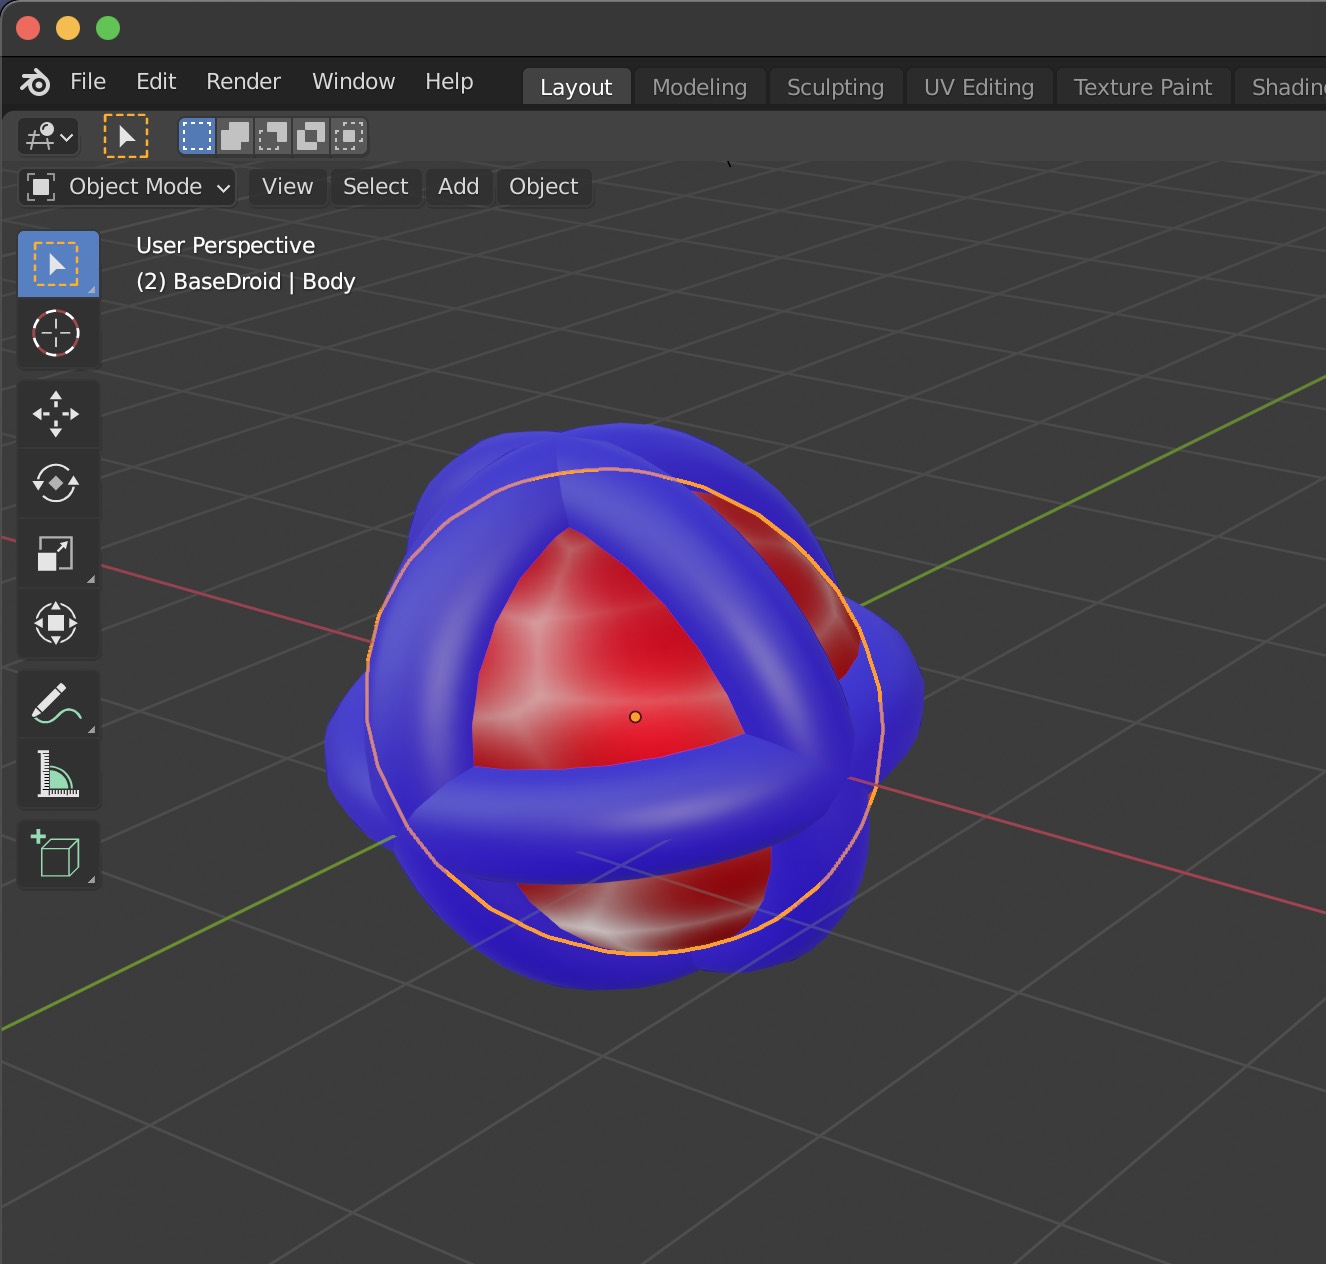 File Edit Render Window Help Layout Modeling Sculpting UV Editing Texture Paint Shadin
Object Mode View Select Add Object
User Perspective
(2) BaseDroid | Body